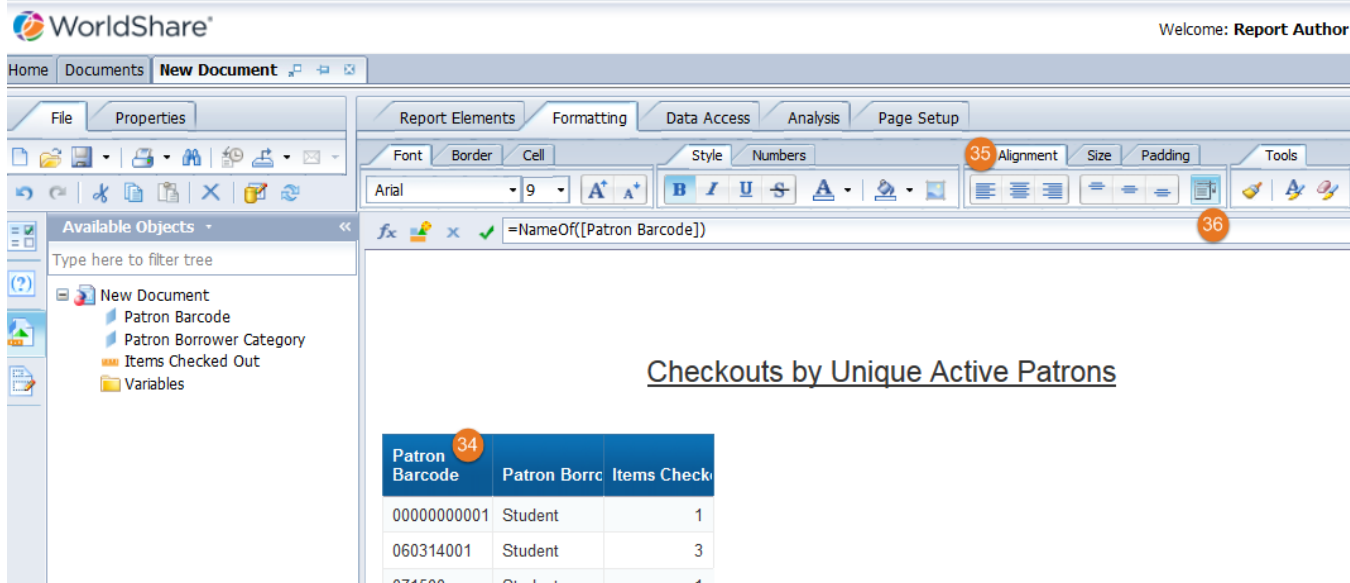 WorldShare®
Welcome: Report Author
Home Documents New Document
File Properties
Report Elements Formatting Data Access Analysis Page Setup
Font Border Cell Style Numbers 35 Alignment Size Padding Tools
Arial 9 A A B I U S A
Available Objects
fx =NameOf([Patron Barcode]) 36
Type here to filter tree
New Document
Patron Barcode
Patron Borrower Category
Items Checked Out
Variables
Checkouts by Unique Active Patrons
Patron 34
Barcode Patron Borro Items Check
00000000001 Student 1
060314001 Student 3